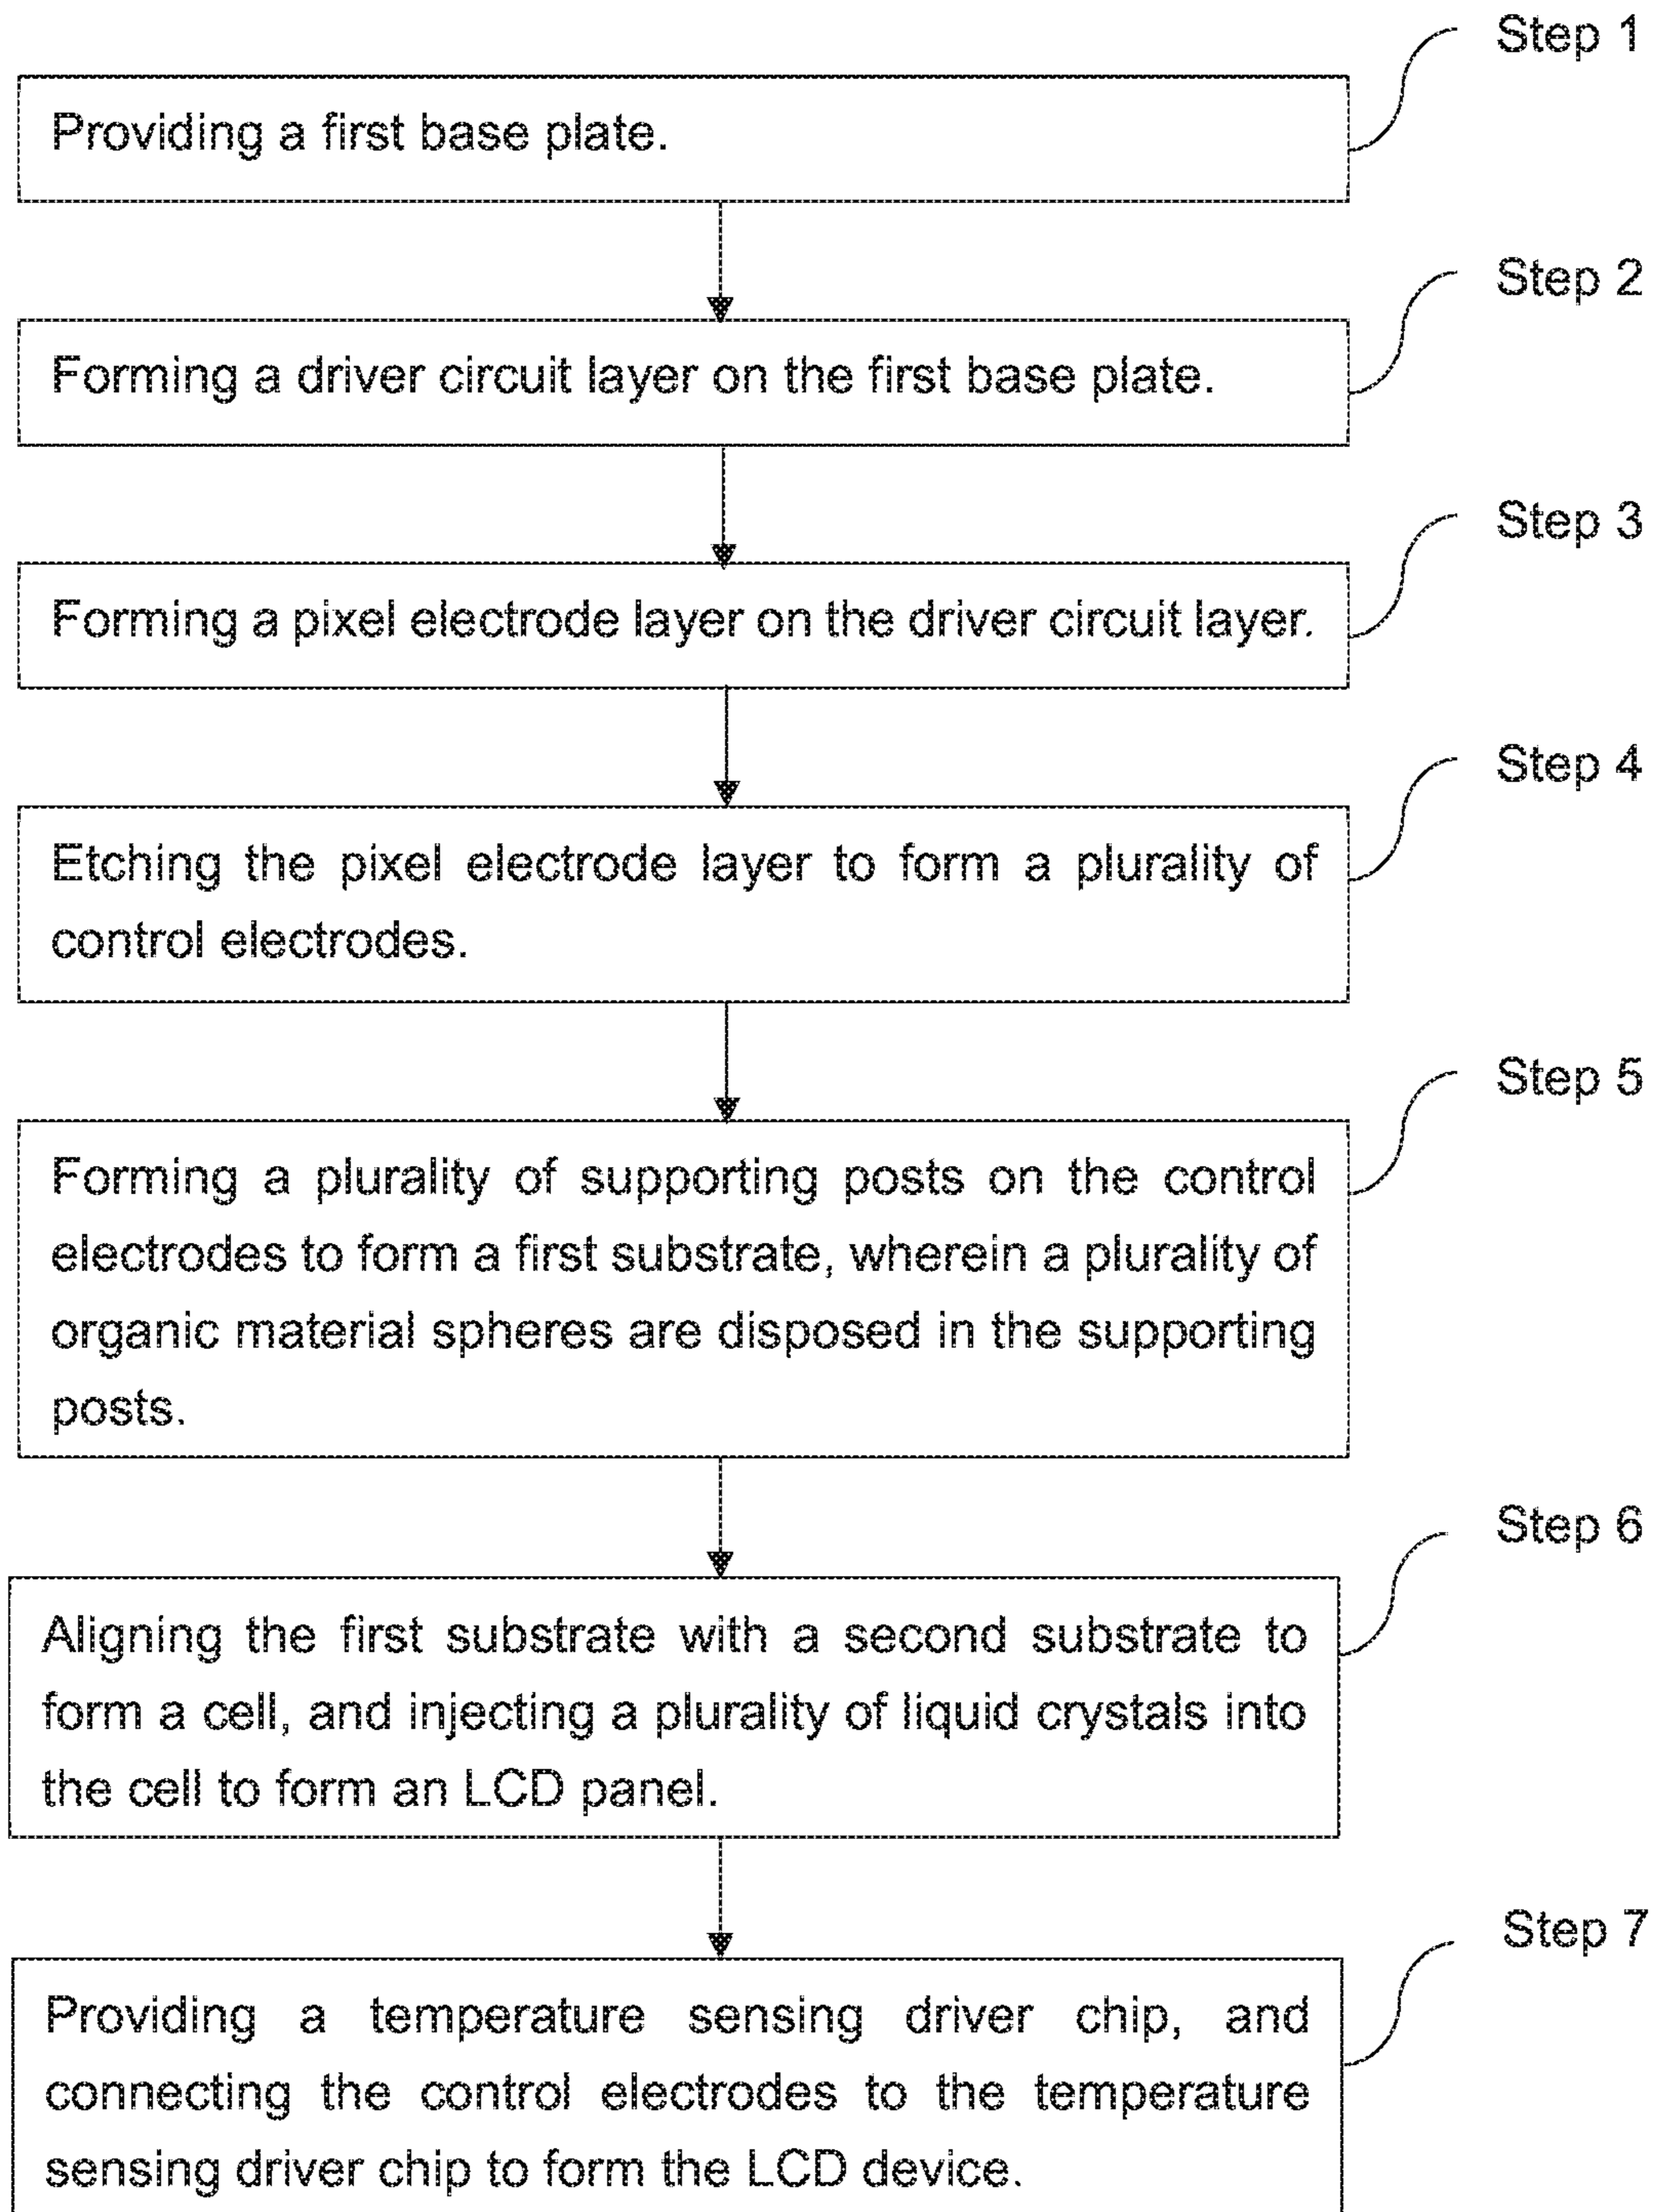 Step 1
Providing a first base plate.
Step 2
Forming a driver circuit layer on the first base plate.
Step 3
Forming a pixel electrode layer on the driver circuit layer.
Step 4
Etching the pixel electrode layer to form a plurality of
control electrodes.
Step 5
Forming a plurality of supporting posts on the control
electrodes to form a first substrate, wherein a plurality of
organic material spheres are disposed in the supporting
posts.
Step 6
Aligning the first substrate with a second substrate to
form a cell, and injecting a plurality of liquid crystals into
the cell to form an LCD panel.
Step 7
Providing a temperature sensing driver chip, and
connecting the control electrodes to the temperature
sensing driver chip to form the LCD device.